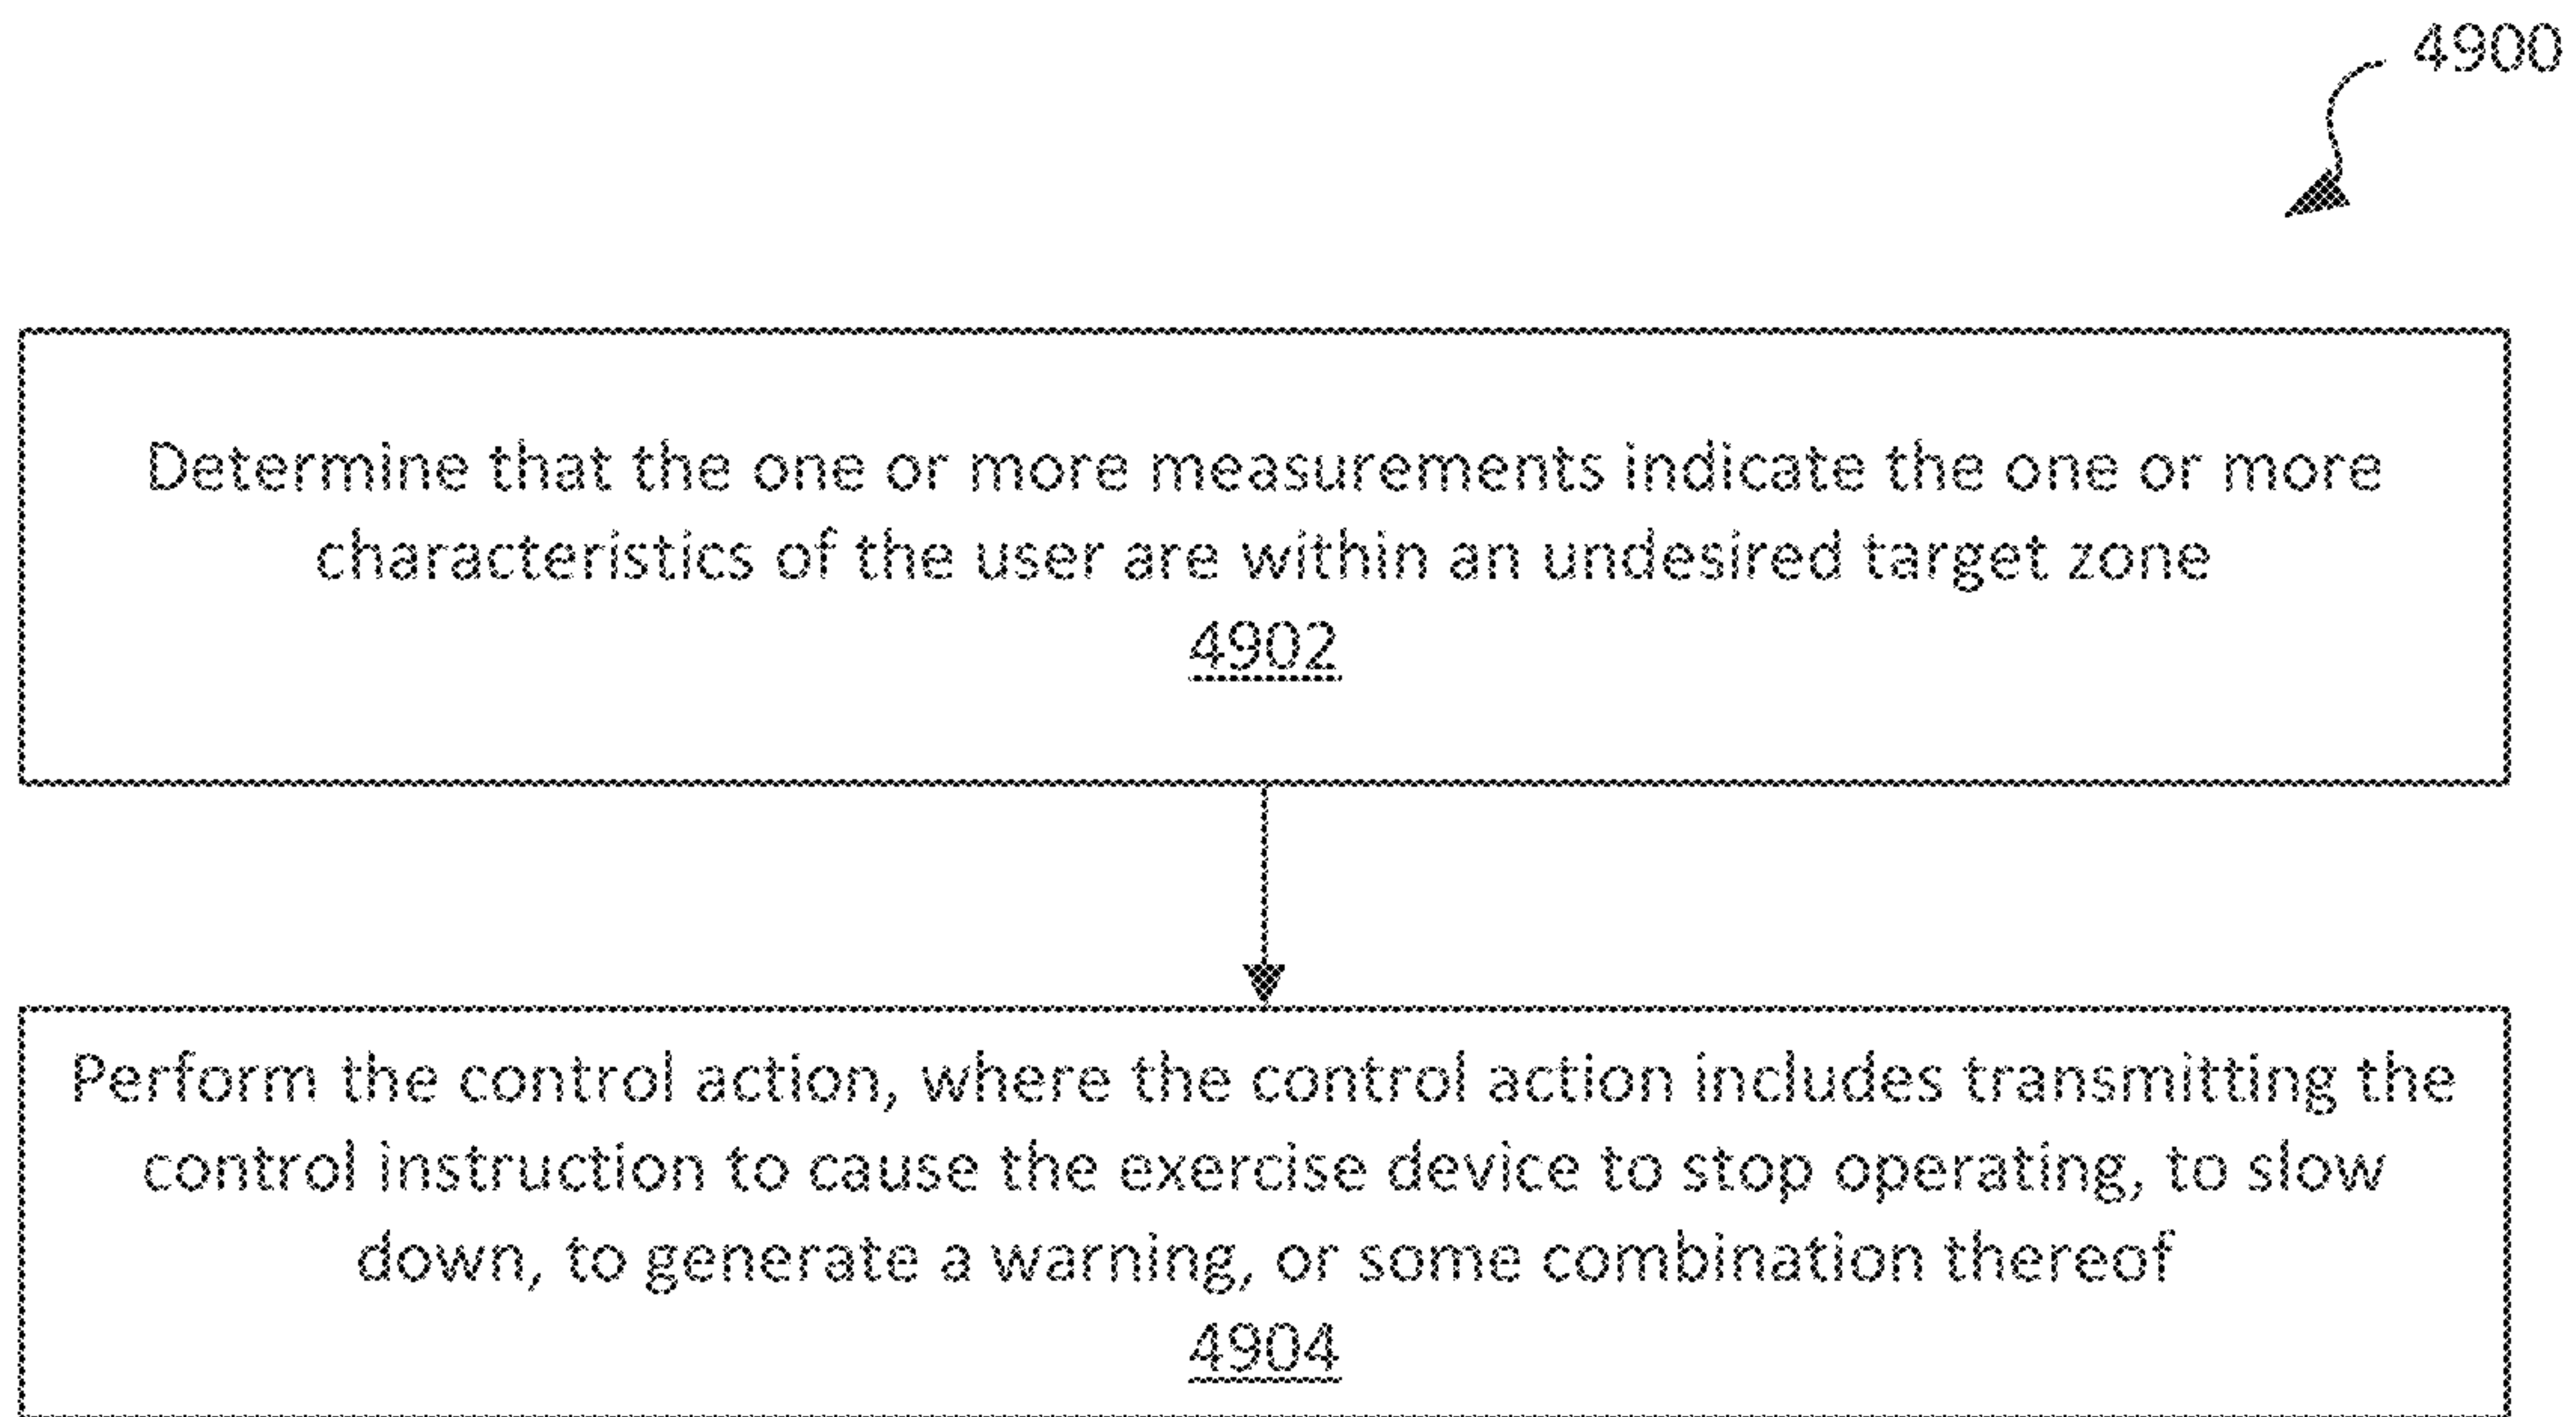 4900
Determine that the one or more measurements indicate the one or more
characteristics of the user are within an undesired target zone
4902
Perform the control action, where the control action includes transmitting the
control instruction to cause the exercise device to stop operating, to slow
down, to generate a warning, or some combination thereof
4904